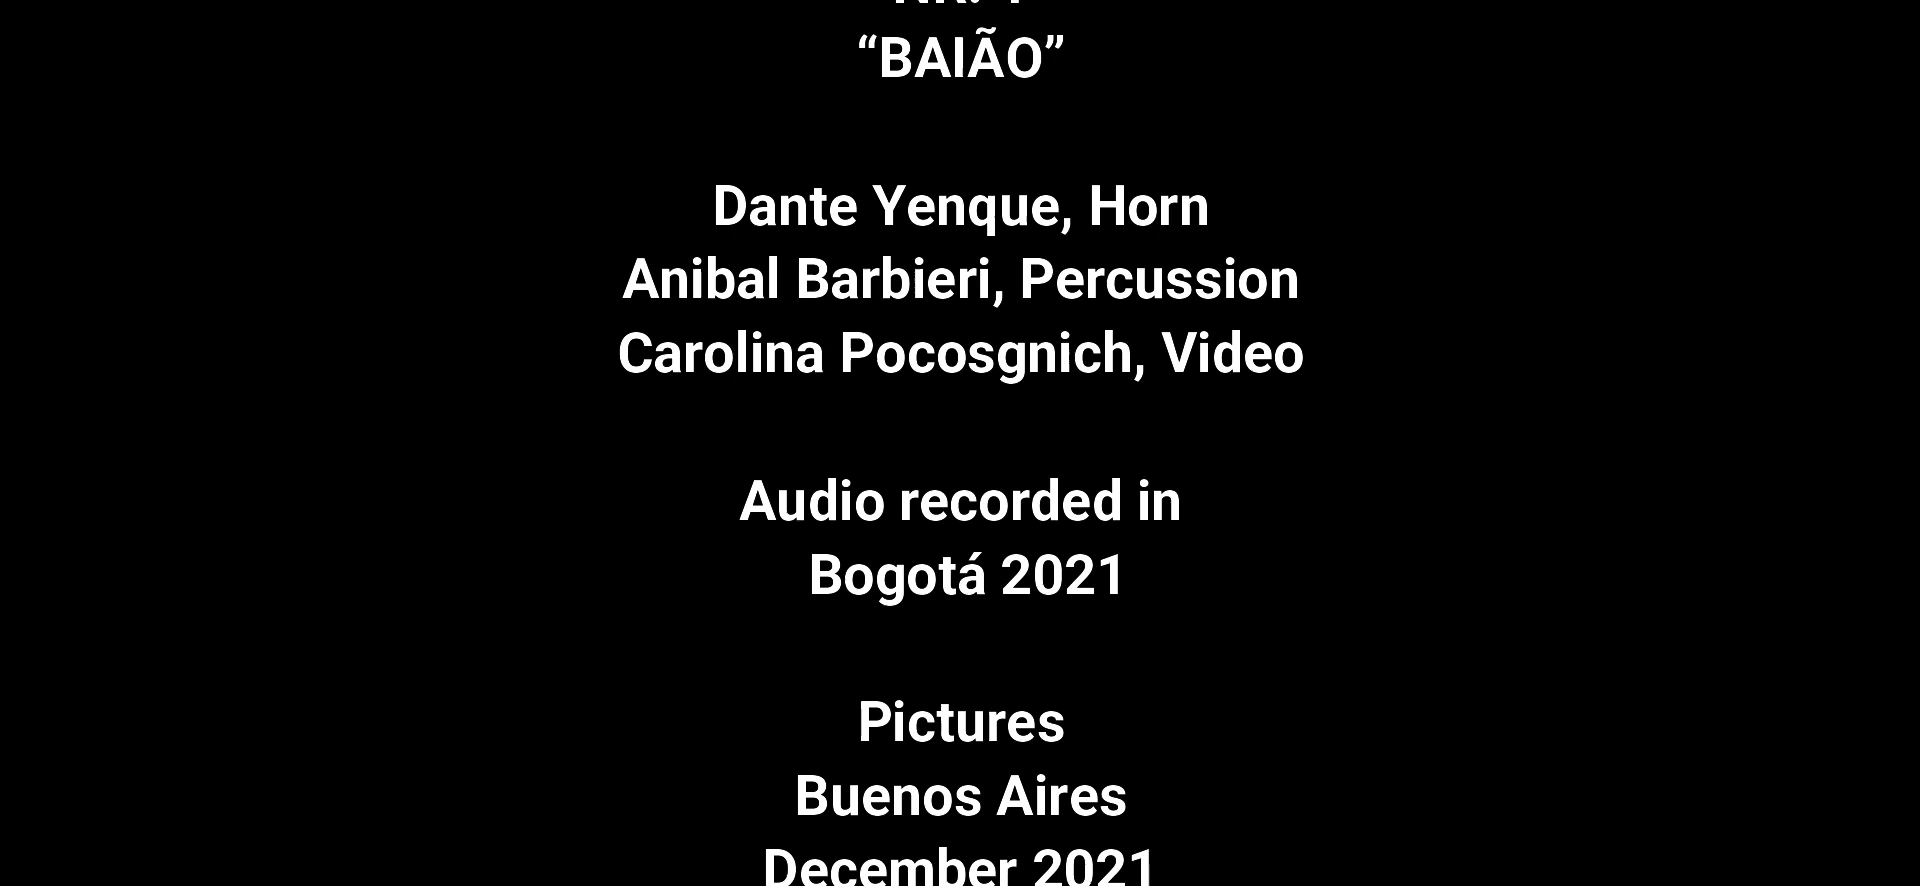 “BAIÃO”
Dante Yenque, Horn
Anibal Barbieri, Percussion
Carolina Pocosgnich, Video
Audio recorded in
Bogotá 2021
Pictures
Buenos Aires
December 2021